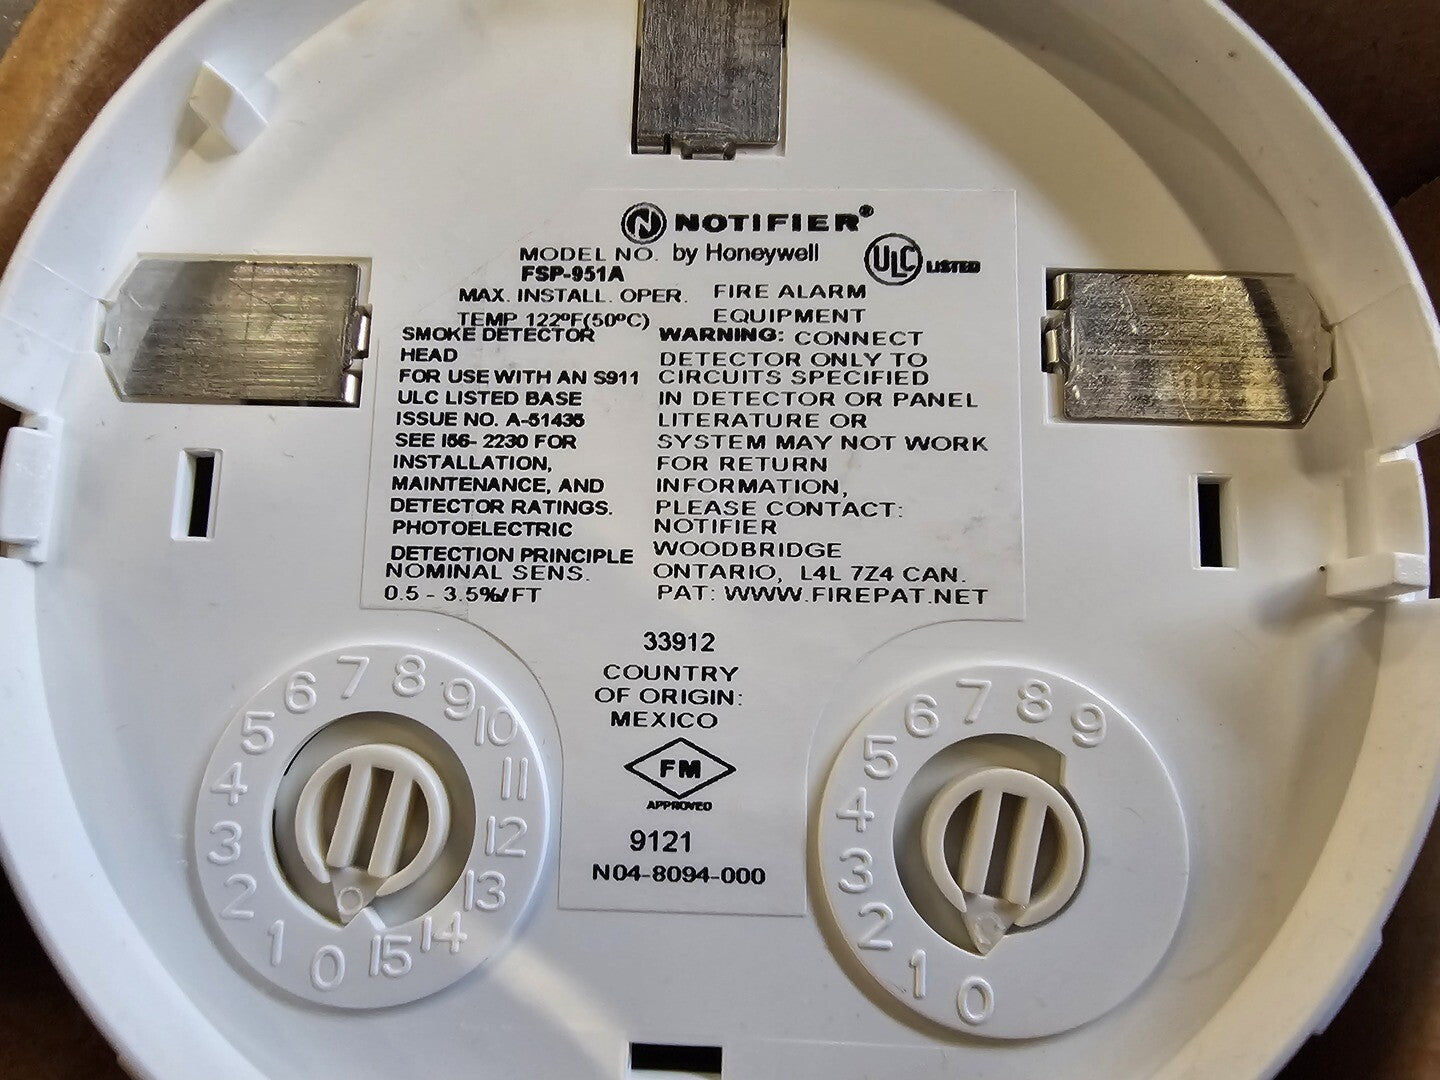 N NOTIFIER®
MODEL NO. by Honeywell
FSP-951A
ULC LISTED
MAX. INSTALL. OPER.
TEMP 122ºF(50ºC)
SMOKE DETECTOR
HEAD
FOR USE WITH AN S911
ULC LISTED BASE
ISSUE NO. A-51435
SEE I56- 2230 FOR
INSTALLATION,
MAINTENANCE, AND
DETECTOR RATINGS.
PHOTOELECTRIC
DETECTION PRINCIPLE
NOMINAL SENS.
0.5 - 3.5%/FT
FIRE ALARM
EQUIPMENT
WARNING: CONNECT
DETECTOR ONLY TO
CIRCUITS SPECIFIED
IN DETECTOR OR PANEL
LITERATURE OR
SYSTEM MAY NOT WORK
FOR RETURN
INFORMATION,
PLEASE CONTACT:
NOTIFIER
WOODBRIDGE
ONTARIO, L4L 7Z4 CAN.
PAT: WWW.FIREPAT.NET
33912
COUNTRY
OF ORIGIN:
MEXICO
FM
APPROVED
9121
N04-8094-000
0 1 2 3 4 5 6 7 8 9 10 11 12 13 14 15
0 1 2 3 4 5 6 7 8 9